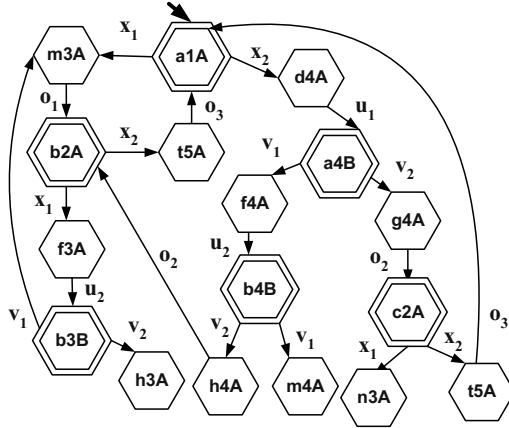 x1
m3A
a1A
x2
d4A
o1
o3
u1
x2
b2A
t5A
v1
a4B
v2
x1
f4A
g4A
f3A
u2
o2
o2
u2
b4B
c2A
v1
b3B
v2
v2
v1
x1
x2
o3
h3A
h4A
m4A
n3A
t5A